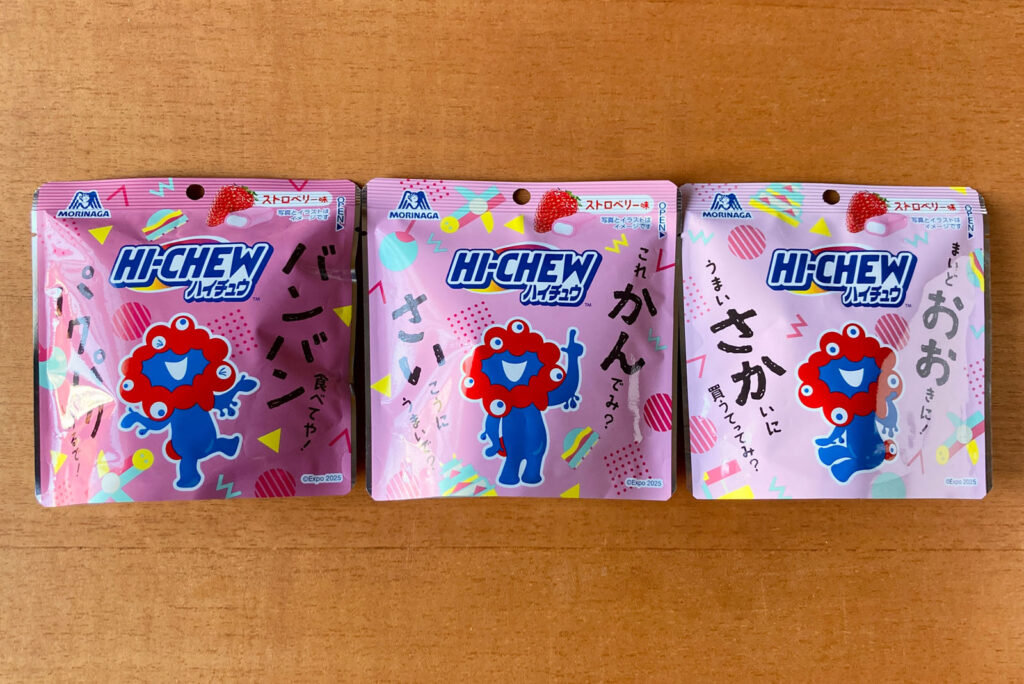 MORINAGA
ストロベリー味
写真とイラストは
イメージです
OPEN
HI-CHEW
ハイチュウ
TM
バンバン食べてや!
©Expo 2025
MORINAGA
ストロベリー味
写真とイラストは
イメージです
OPEN
HI-CHEW
ハイチュウ
TM
これかんでみ?
さいこうにうまいで!
©Expo 2025
MORINAGA
ストロベリー味
写真とイラストは
イメージです
OPEN
HI-CHEW
ハイチュウ
TM
まいどおおきに!
うまいさかいに
買うてってみ?
©Expo 2025